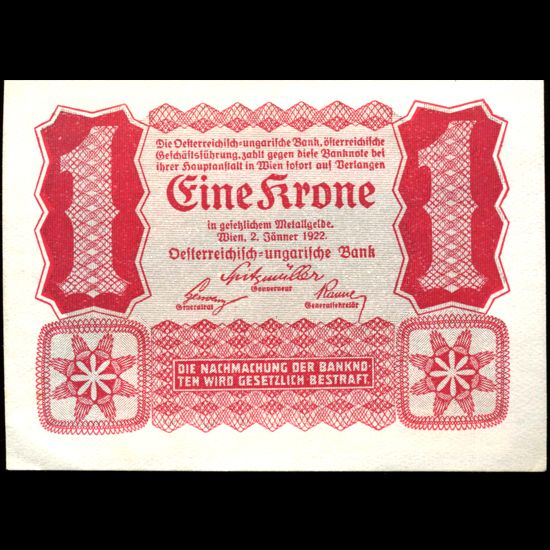 1
1
Die Oesterreichisch-ungarische Bank, österreichische
Geschäftsführung, zahlt gegen diese Banknote bei
ihrer Hauptanstalt in Wien sofort auf Verlangen
Eine Krone
in gesetzlichem Metallgelde.
Wien, 2. Jänner 1922.
Oesterreichisch-ungarische Bank
Spitzmüller
Gouverneur
Generalrat
Generalsekretär
DIE NACHMACHUNG DER BANKNO-
TEN WIRD GESETZLICH BESTRAFT.